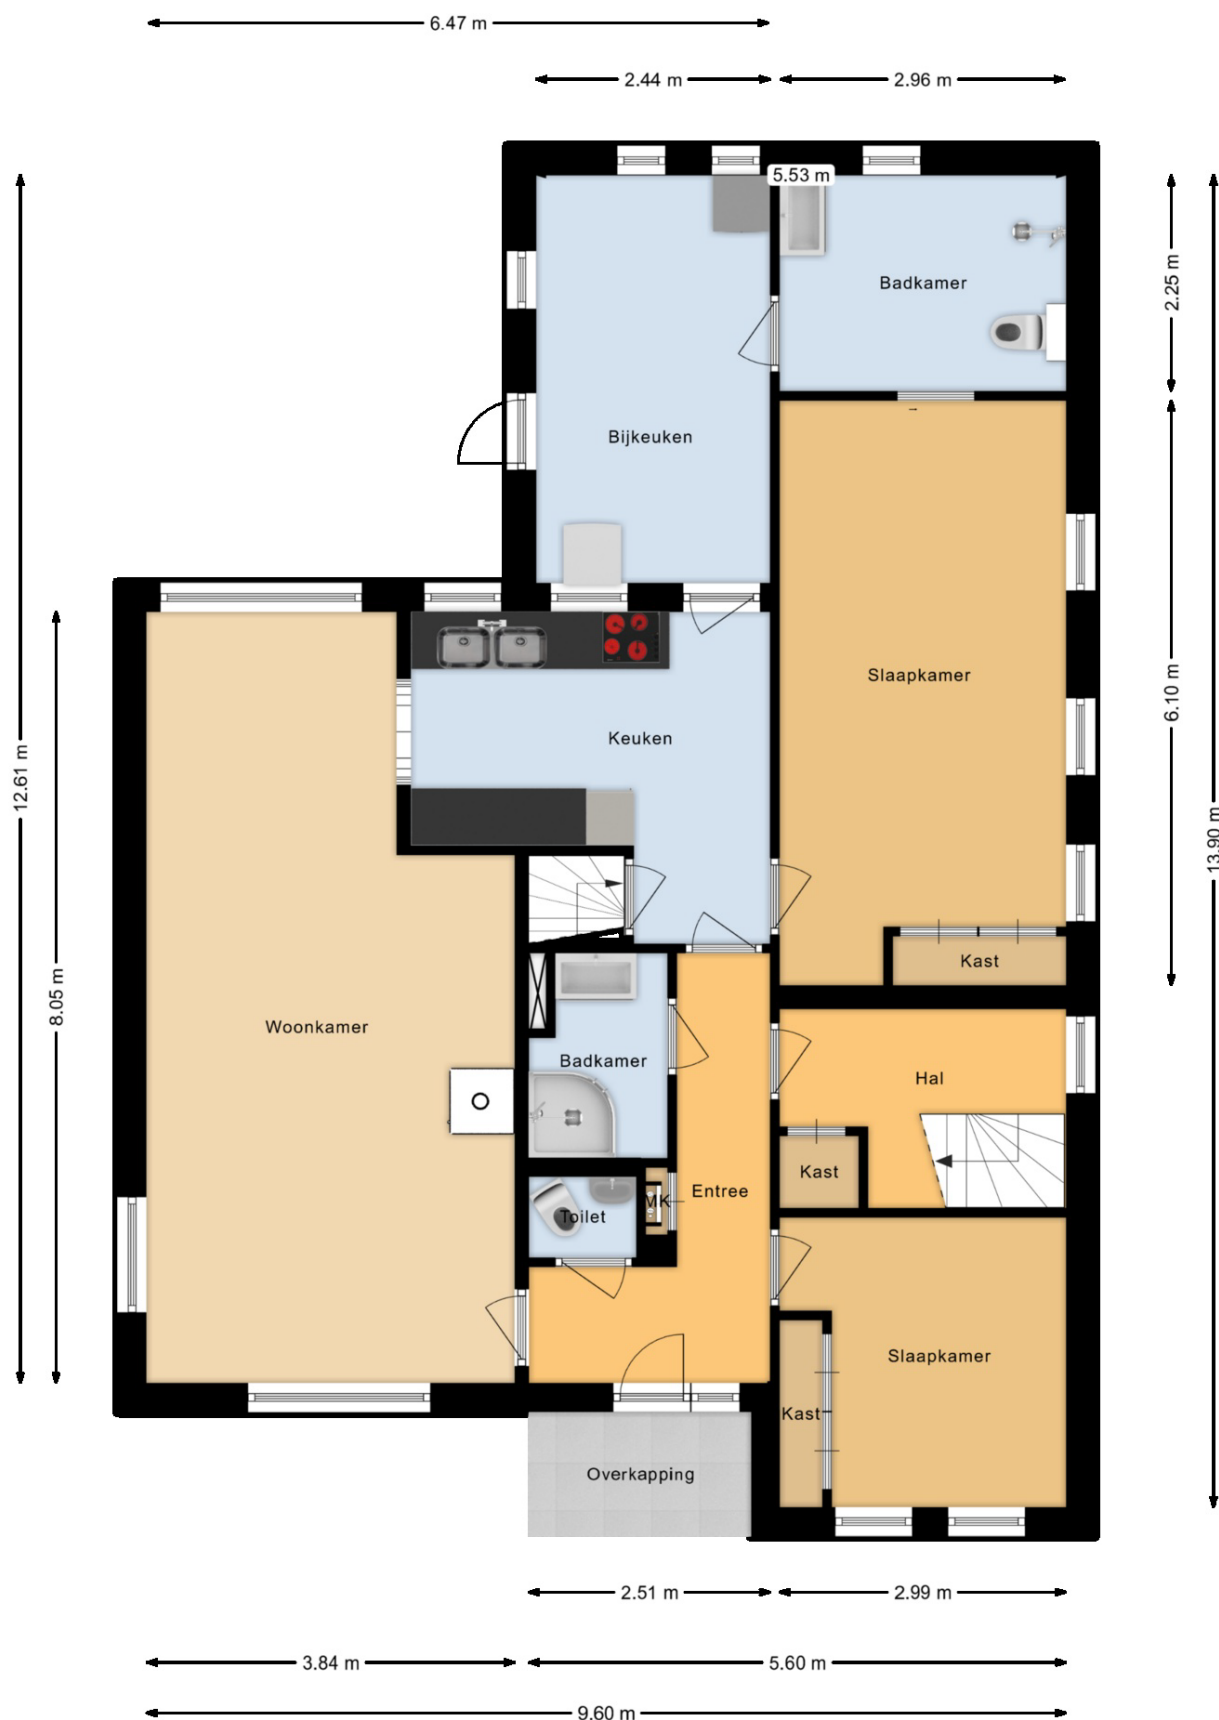 6.47 m
2.44 m
2.96 m
5.53 m
Badkamer
2.25 m
Bijkeuken
Slaapkamer
6.10 m
Keuken
12.61 m
13.90 m
Kast
8.05 m
Woonkamer
Badkamer
Hal
Kast
Entree
MK
Toilet
Slaapkamer
Kast
Overkapping
2.51 m
2.99 m
3.84 m
5.60 m
9.60 m